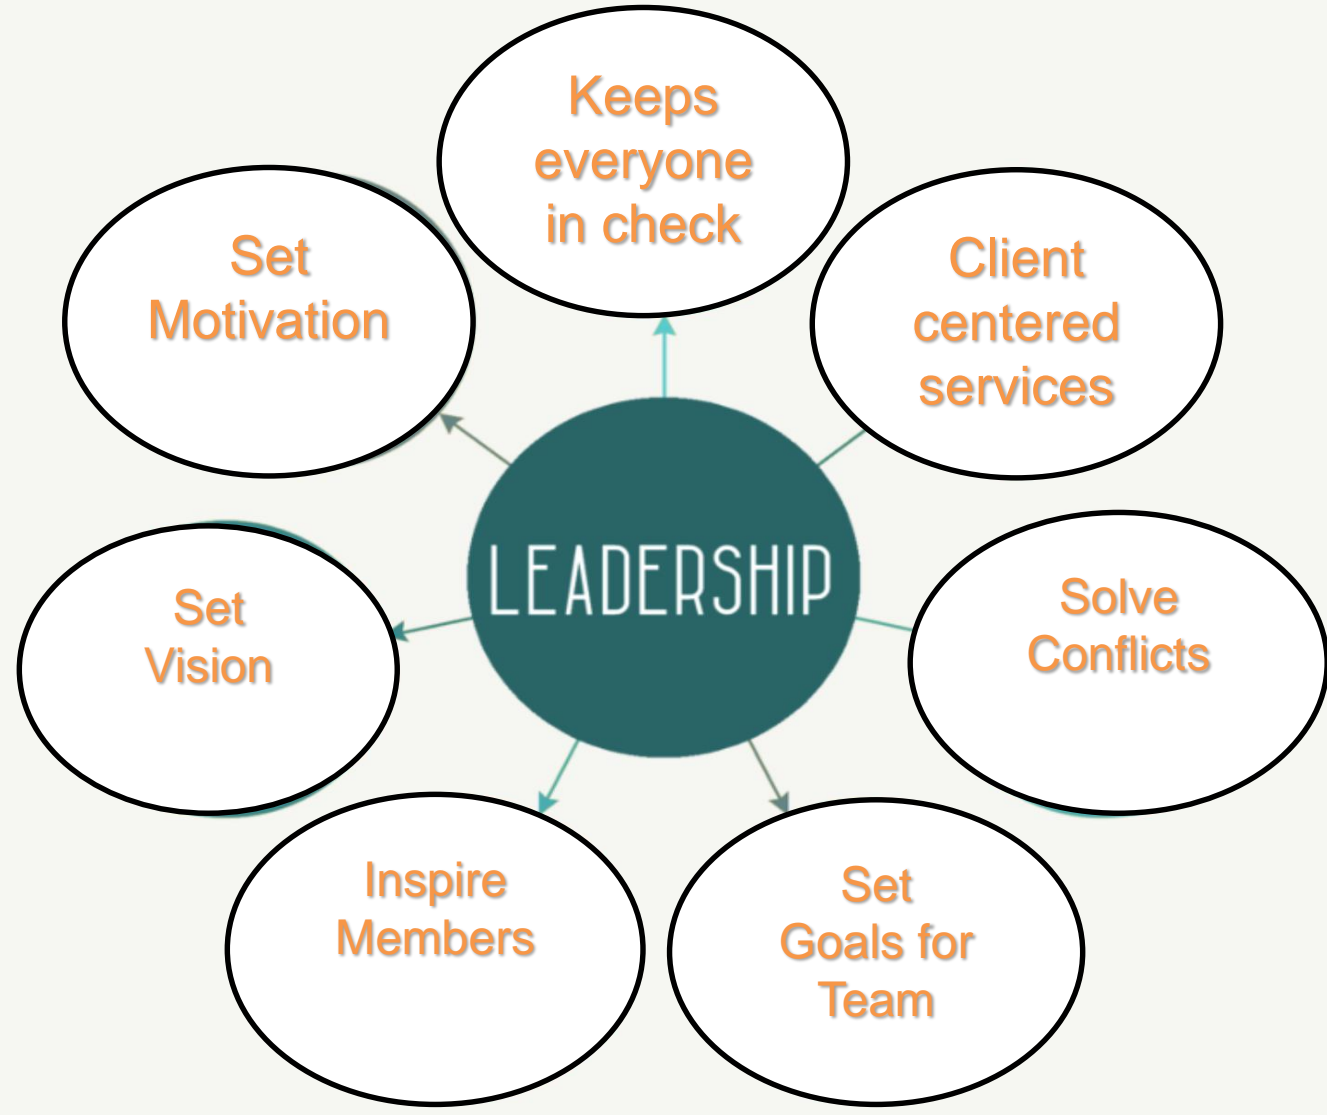 Keeps
everyone
in check
Set
Motivation
Client
centered
services
LEADERSHIP
Set
Vision
Solve
Conflicts
Inspire
Members
Set
Goals for
Team